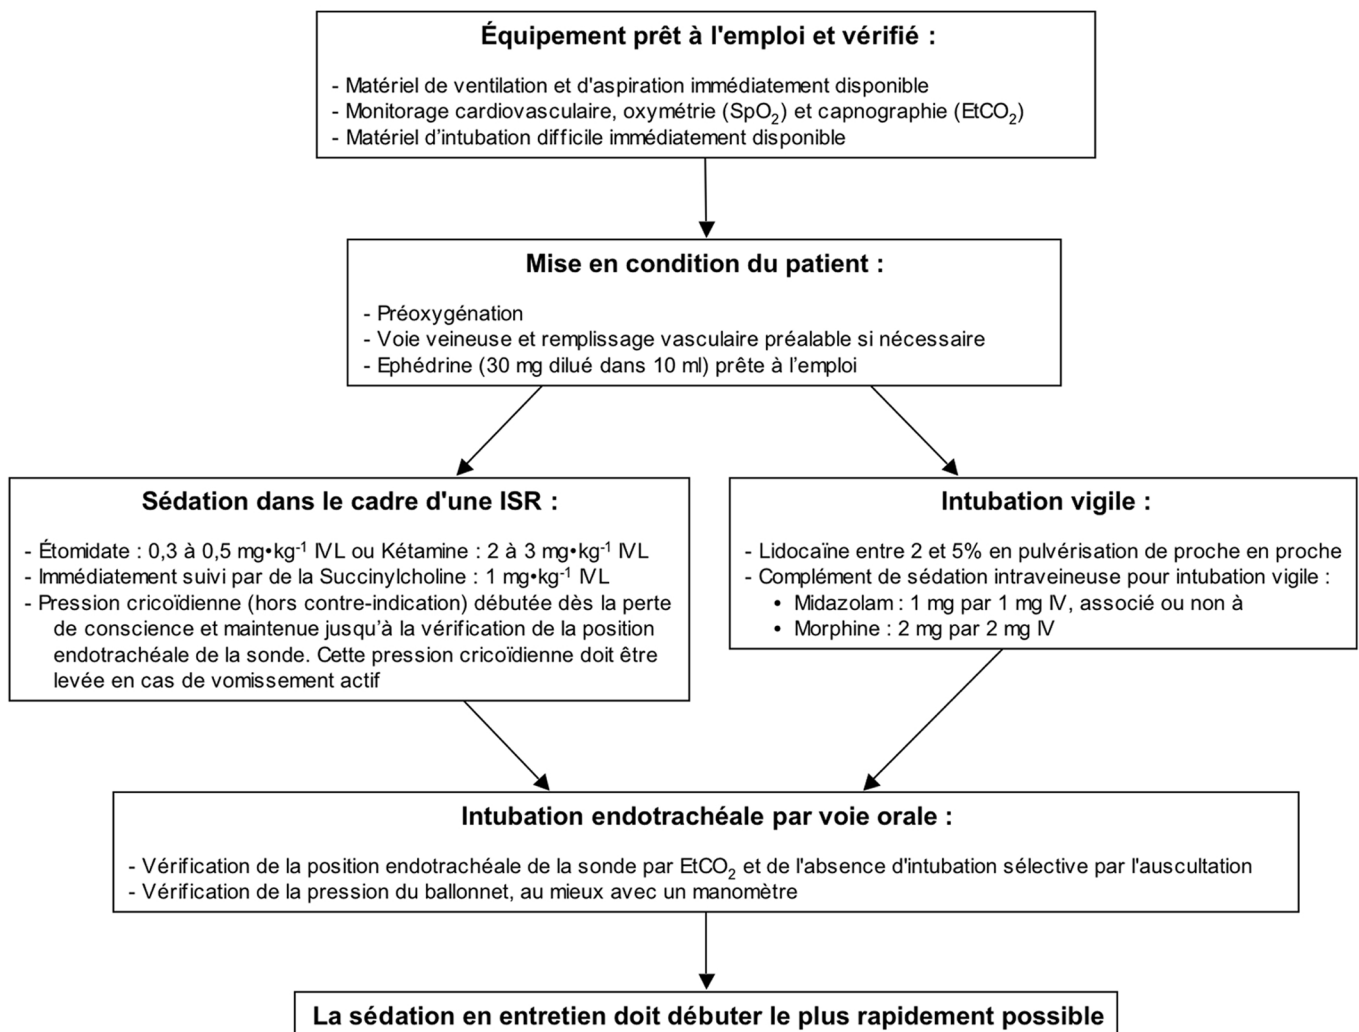 Équipement prêt à l'emploi et vérifié :
- Matériel de ventilation et d'aspiration immédiatement disponible
- Monitorage cardiovasculaire, oxymétrie (SpO₂) et capnographie (EtCO₂)
- Matériel d’intubation difficile immédiatement disponible
Mise en condition du patient :
- Préoxygénation
- Voie veineuse et remplissage vasculaire préalable si nécessaire
- Ephédrine (30 mg dilué dans 10 ml) prête à l’emploi
Sédation dans le cadre d'une ISR :
- Étomidate : 0,3 à 0,5 mg•kg⁻¹ IVL ou Kétamine : 2 à 3 mg•kg⁻¹ IVL
- Immédiatement suivi par de la Succinylcholine : 1 mg•kg⁻¹ IVL
- Pression cricoïdienne (hors contre-indication) débutée dès la perte
de conscience et maintenue jusqu’à la vérification de la position
endotrachéale de la sonde. Cette pression cricoïdienne doit être
levée en cas de vomissement actif
Intubation vigile :
- Lidocaïne entre 2 et 5% en pulvérisation de proche en proche
- Complément de sédation intraveineuse pour intubation vigile :
• Midazolam : 1 mg par 1 mg IV, associé ou non à
• Morphine : 2 mg par 2 mg IV
Intubation endotrachéale par voie orale :
- Vérification de la position endotrachéale de la sonde par EtCO₂ et de l'absence d'intubation sélective par l'auscultation
- Vérification de la pression du ballonnet, au mieux avec un manomètre
La sédation en entretien doit débuter le plus rapidement possible